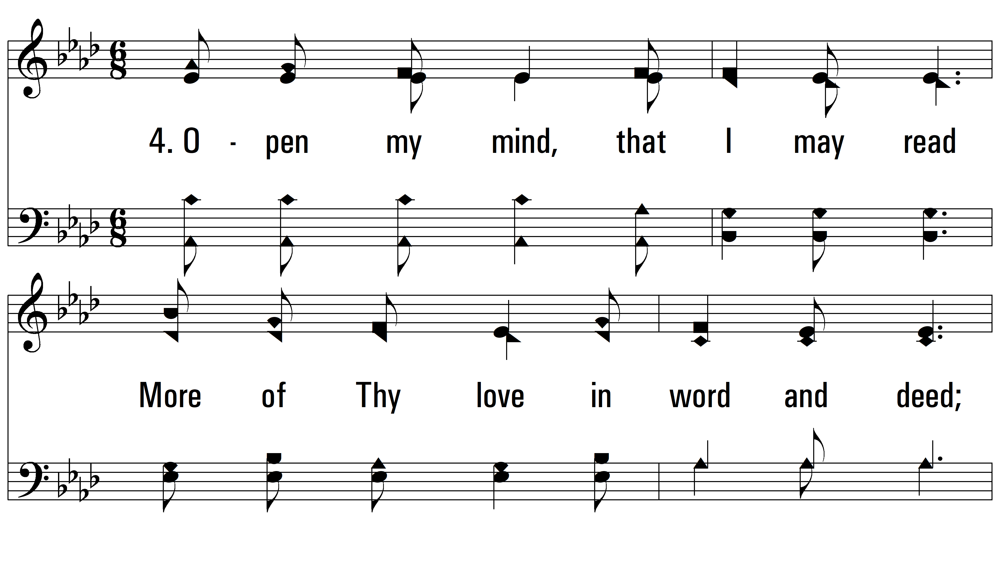 4. O - pen my mind, that I may read
More of Thy love in word and deed;